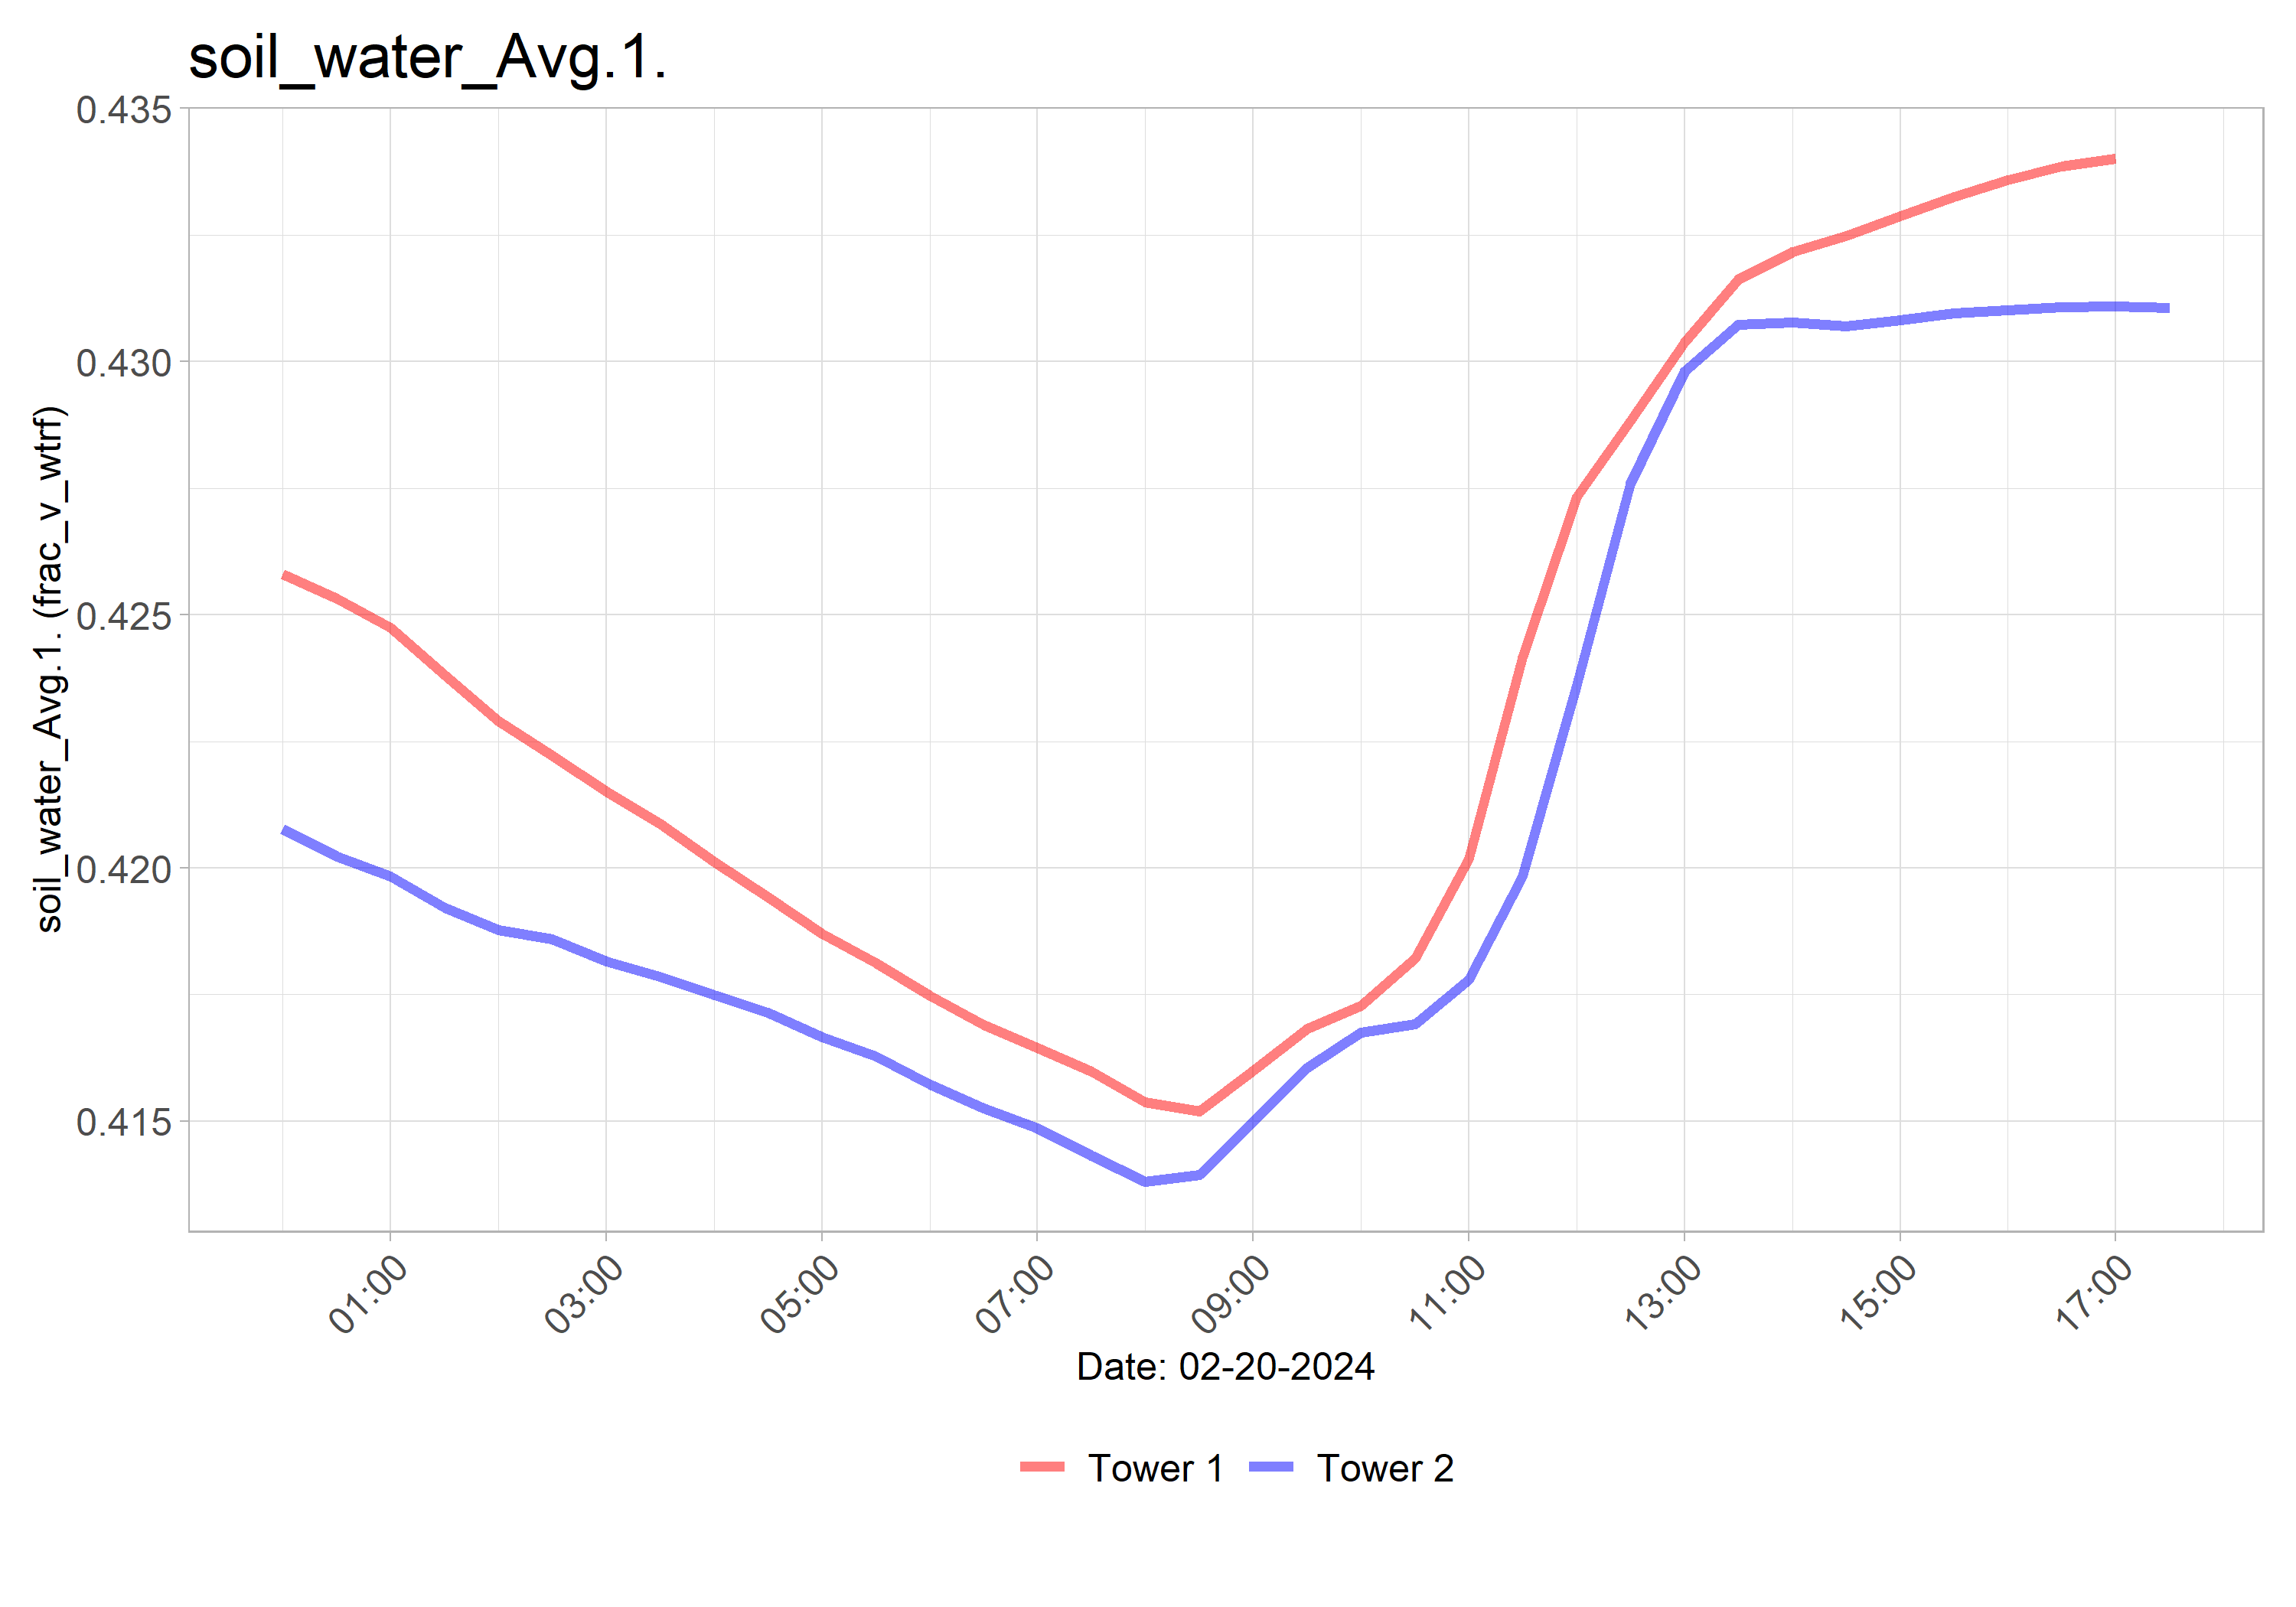 soil_water_Avg.1.
soil_water_Avg.1. (frac_v_wtrf)
0.435
0.430
0.425
0.420
0.415
01:00
03:00
05:00
07:00
09:00
11:00
13:00
15:00
17:00
Date: 02-20-2024
Tower 1
Tower 2